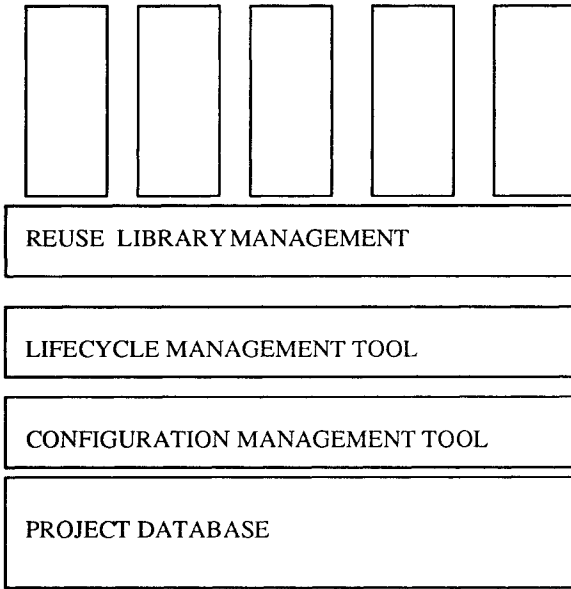 REUSE LIBRARY MANAGEMENT
LIFECYCLE MANAGEMENT TOOL
CONFIGURATION MANAGEMENT TOOL
PROJECT DATABASE